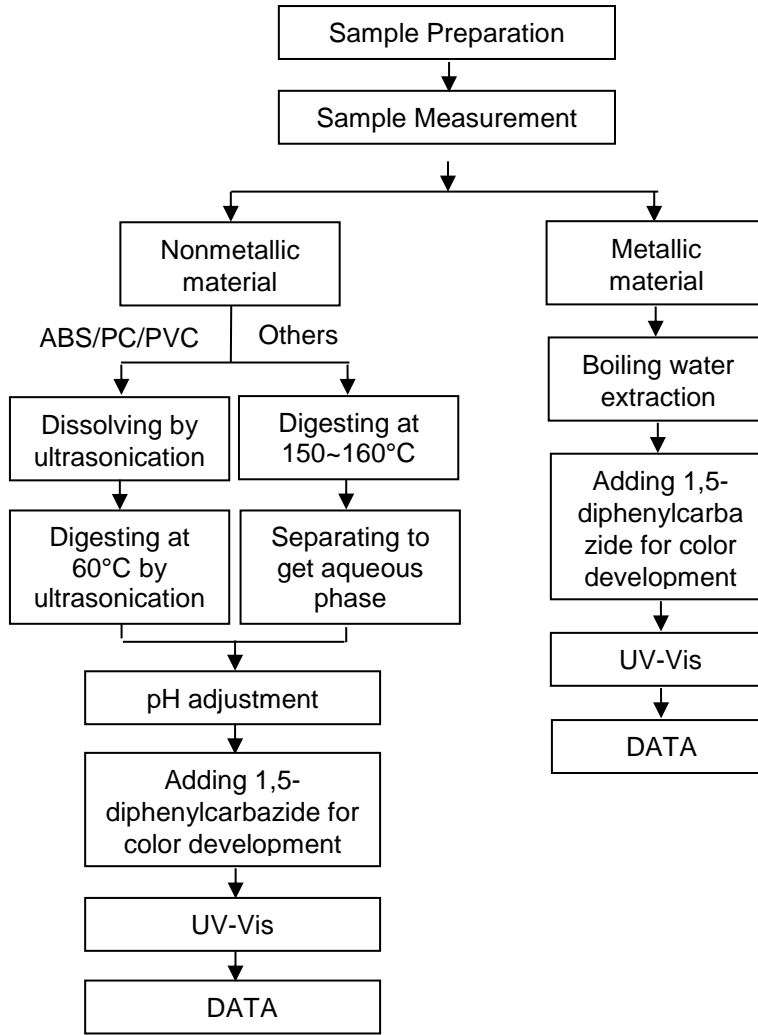 Sample Preparation
Sample Measurement
Nonmetallic
material
ABS/PC/PVC
Others
Dissolving by
ultrasonication
Digesting at
150~160°C
Digesting at
60°C by
ultrasonication
Separating to
get aqueous
phase
pH adjustment
Adding 1,5-
diphenylcarbazide for
color development
UV-Vis
DATA
Metallic
material
Boiling water
extraction
Adding 1,5-
diphenylcarba
zide for color
development
UV-Vis
DATA